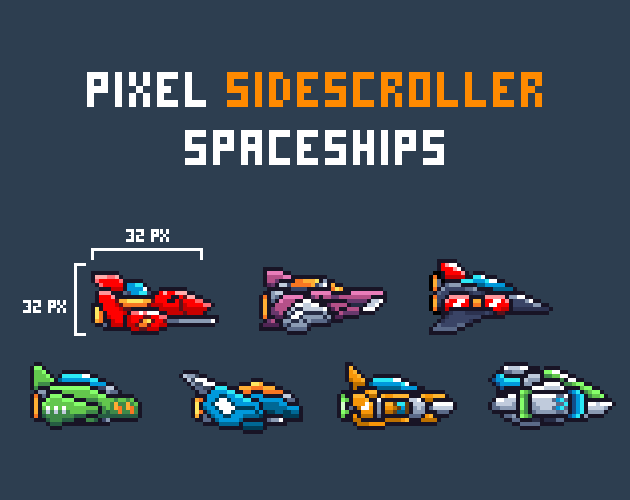 PIXEL SIDESCROLLER
SPACESHIPS
32 PX
32 PX